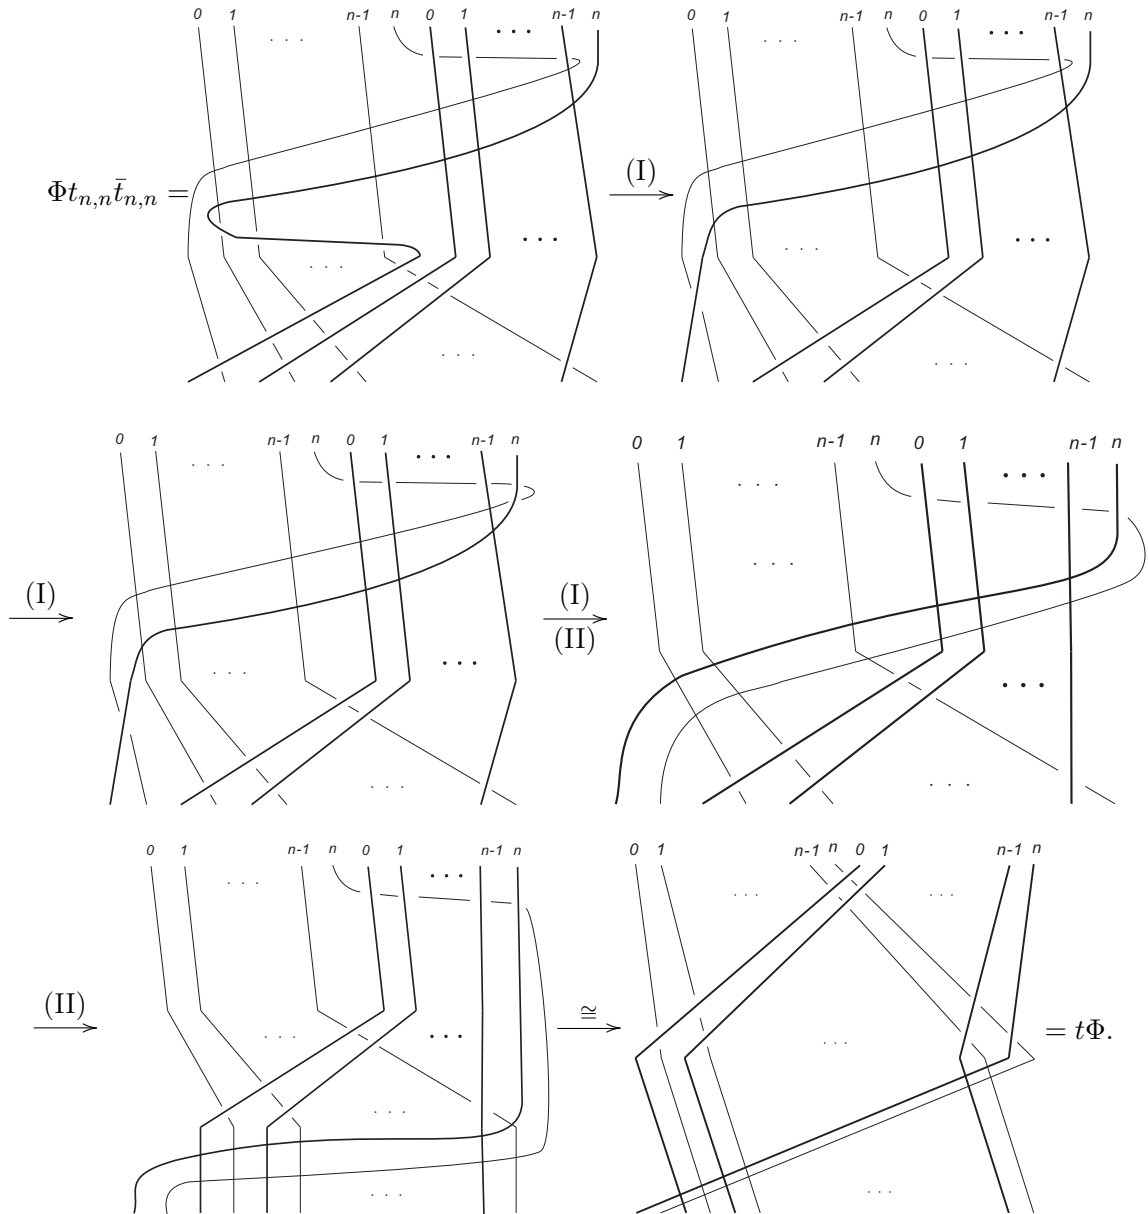 0 1 . . . n-1 n 0 1 ... n-1 n
0 1 . . . n-1 n 0 1 ... n-1 n
Φt_{n,n}\bar{t}_{n,n} =
(I)
. . . ...
. . . ...
. . .
. . .
0 1 . . . n-1 n 0 1 ... n-1 n
0 1 . . . n-1 n 0 1 ... n-1 n
. . .
(I)
(I)
(II)
. . . ...
...
. . .
. . .
0 1 . . . n-1 n 0 1 ... n-1 n
0 1 . . . n-1 n 0 1 . . . n-1 n
(II)
≅
. . . ...
. . .
= tΦ.
. . .
. . .
. . .